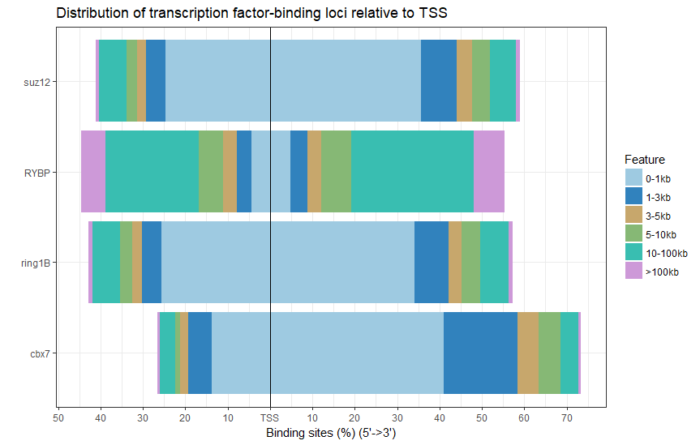 Distribution of transcription factor-binding loci relative to TSS
suz12
RYBP
ring1B
cbx7
50 40 30 20 10 TSS 10 20 30 40 50 60 70
Binding sites (%) (5'->3')
Feature
0-1kb
1-3kb
3-5kb
5-10kb
10-100kb
>100kb